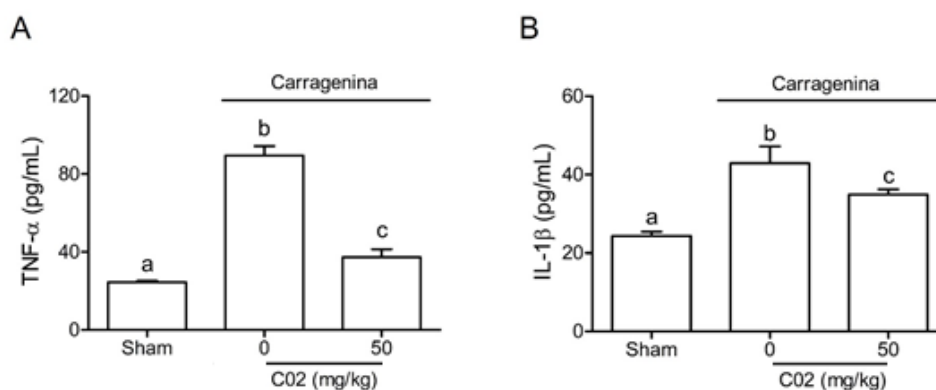 A
Carragenina
TNF-α (pg/mL)
120
80
40
0
a
b
c
Sham
0
50
C02 (mg/kg)
B
Carragenina
IL-1β (pg/mL)
60
40
20
0
a
b
c
Sham
0
50
C02 (mg/kg)